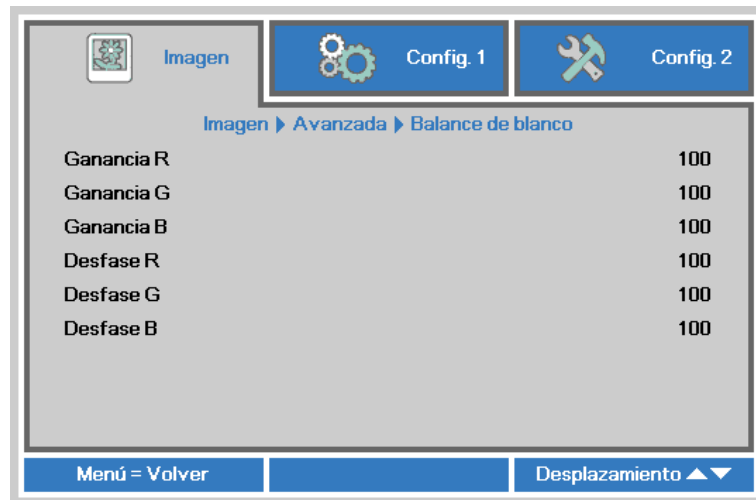 Imagen Config. 1 Config. 2
Imagen Avanzada Balance de blanco
Ganancia R 100
Ganancia G 100
Ganancia B 100
Desfase R 100
Desfase G 100
Desfase B 100
Menú = Volver Desplazamiento ▲▼